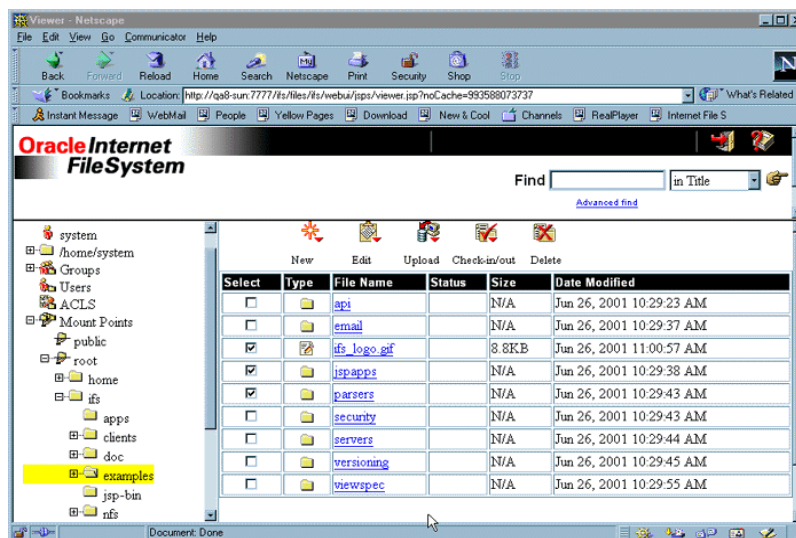 Viewer - Netscape
File Edit View Go Communicator Help
Back Forward Reload Home Search Netscape Print Security Shop Stop
Bookmarks Location: http://qa8-sun:7777/ifs/files/ifs/webui/jsps/viewer.jsp?noCache=993588073737 What's Related
Instant Message WebMail People Yellow Pages Download New & Cool Channels RealPlayer Internet File S
Oracle Internet
File System
Find in Title
Advanced find
system
/home/system
Groups
Users
ACLS
Mount Points
public
root
home
ifs
apps
clients
doc
examples
jsp-bin
nfs
New Edit Upload Check-in/out Delete
Select Type File Name Status Size Date Modified
api N/A Jun 26, 2001 10:29:23 AM
email N/A Jun 26, 2001 10:29:37 AM
ifs_logo.gif 8.8KB Jun 26, 2001 11:00:57 AM
jspapps N/A Jun 26, 2001 10:29:38 AM
parsers N/A Jun 26, 2001 10:29:43 AM
security N/A Jun 26, 2001 10:29:43 AM
servers N/A Jun 26, 2001 10:29:44 AM
versioning N/A Jun 26, 2001 10:29:45 AM
viewspec N/A Jun 26, 2001 10:29:55 AM
Document: Done